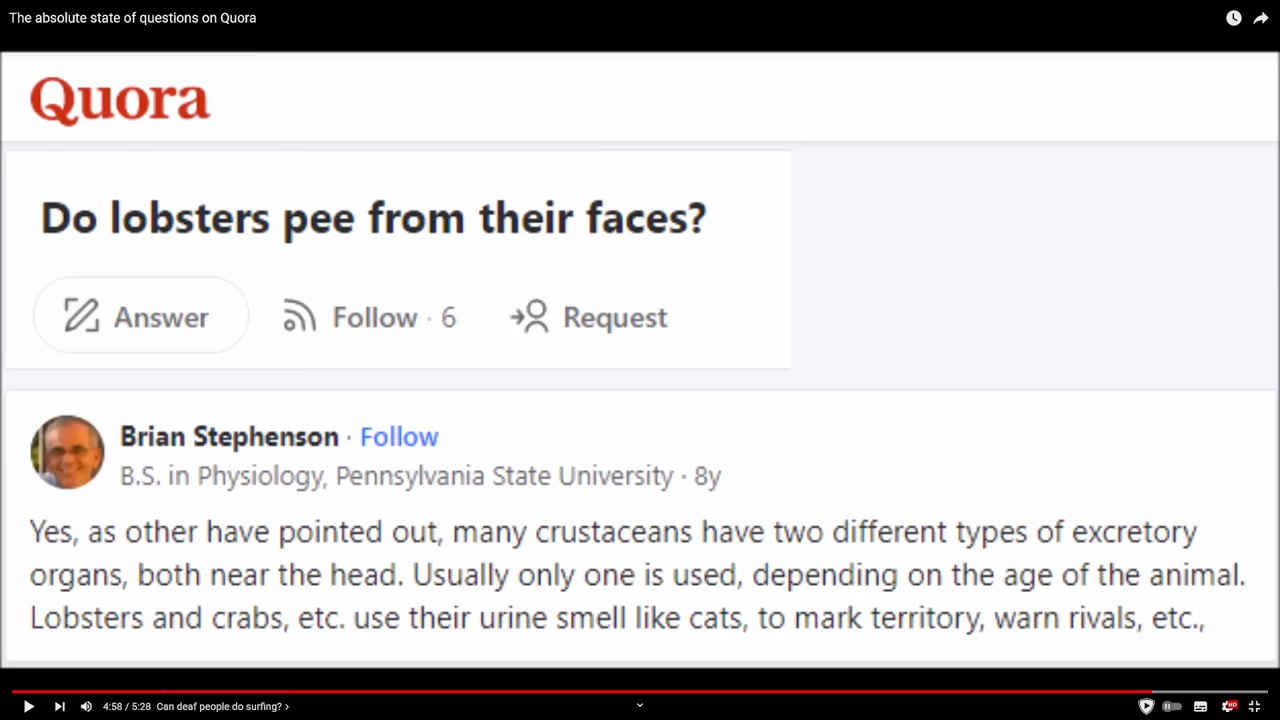 The absolute state of questions on Quora
Quora
Do lobsters pee from their faces?
Answer Follow · 6 Request
Brian Stephenson · Follow
B.S. in Physiology, Pennsylvania State University · 8y
Yes, as other have pointed out, many crustaceans have two different types of excretory
organs, both near the head. Usually only one is used, depending on the age of the animal.
Lobsters and crabs, etc. use their urine smell like cats, to mark territory, warn rivals, etc.,
4:58 / 5:28 Can deaf people do surfing? ›
HD